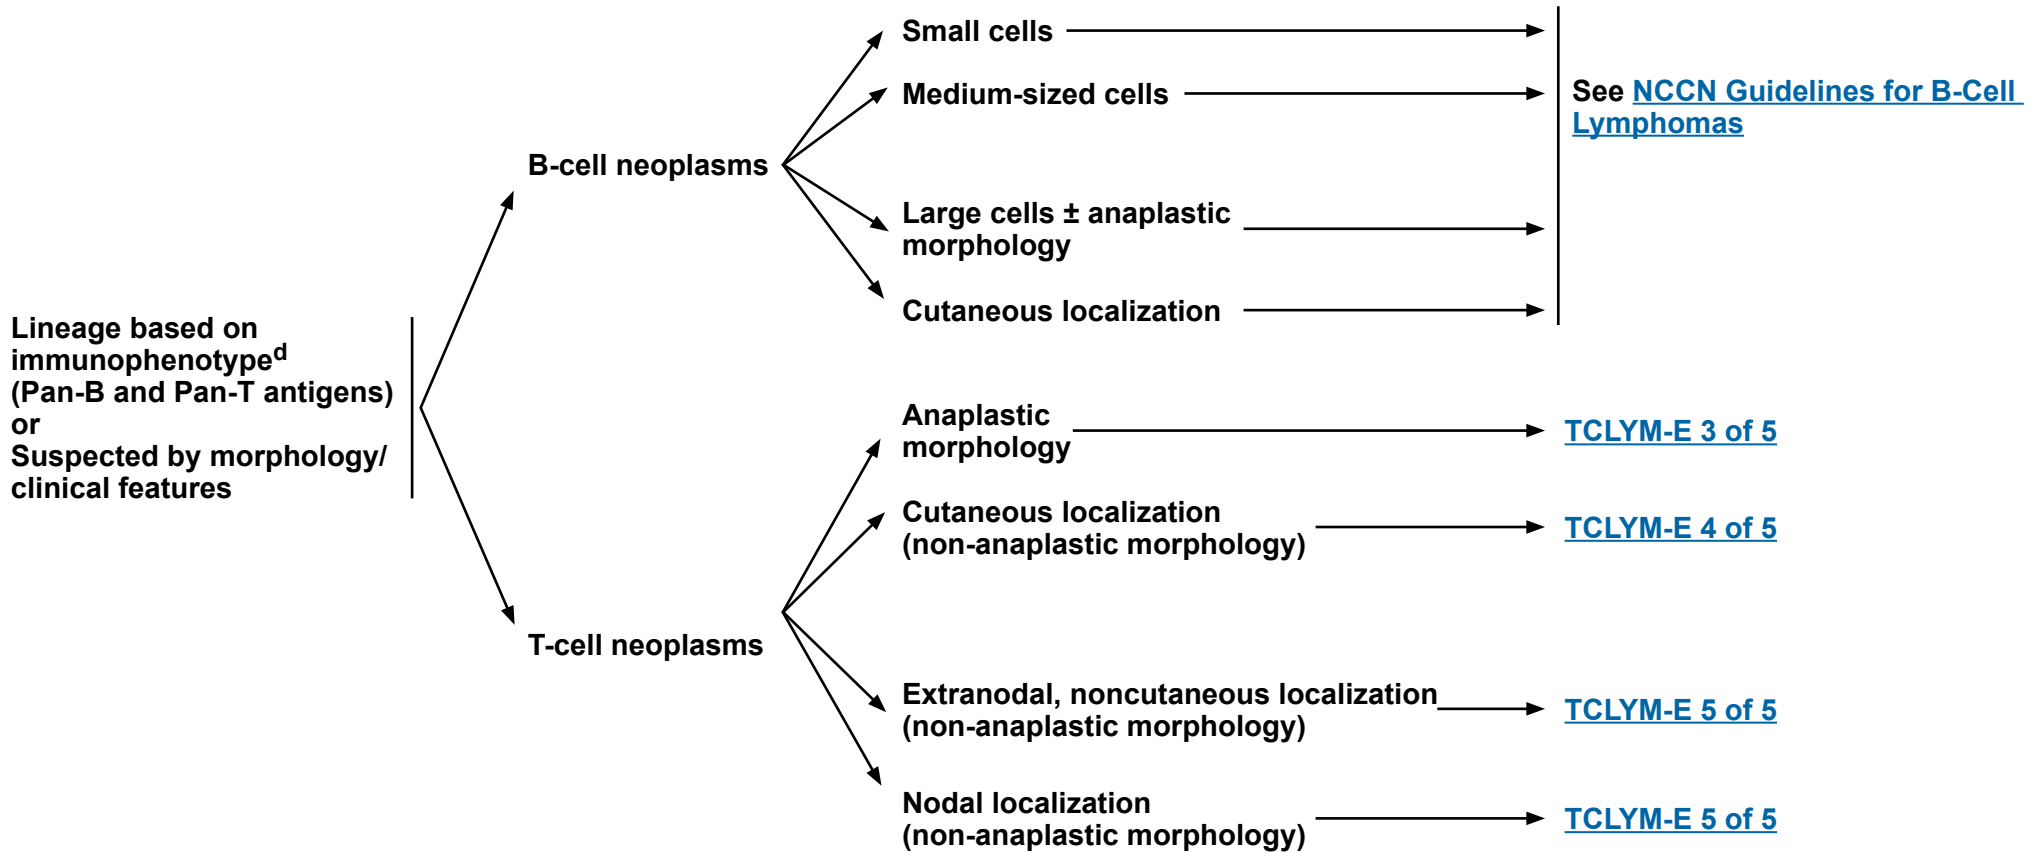 Lineage based on
immunophenotypeᵈ
(Pan-B and Pan-T antigens)
or
Suspected by morphology/
clinical features
B-cell neoplasms
Small cells
Medium-sized cells
Large cells ± anaplastic
morphology
Cutaneous localization
See NCCN Guidelines for B-Cell
Lymphomas
T-cell neoplasms
Anaplastic
morphology
TCLYM-E 3 of 5
Cutaneous localization
(non-anaplastic morphology)
TCLYM-E 4 of 5
Extranodal, noncutaneous localization
(non-anaplastic morphology)
TCLYM-E 5 of 5
Nodal localization
(non-anaplastic morphology)
TCLYM-E 5 of 5